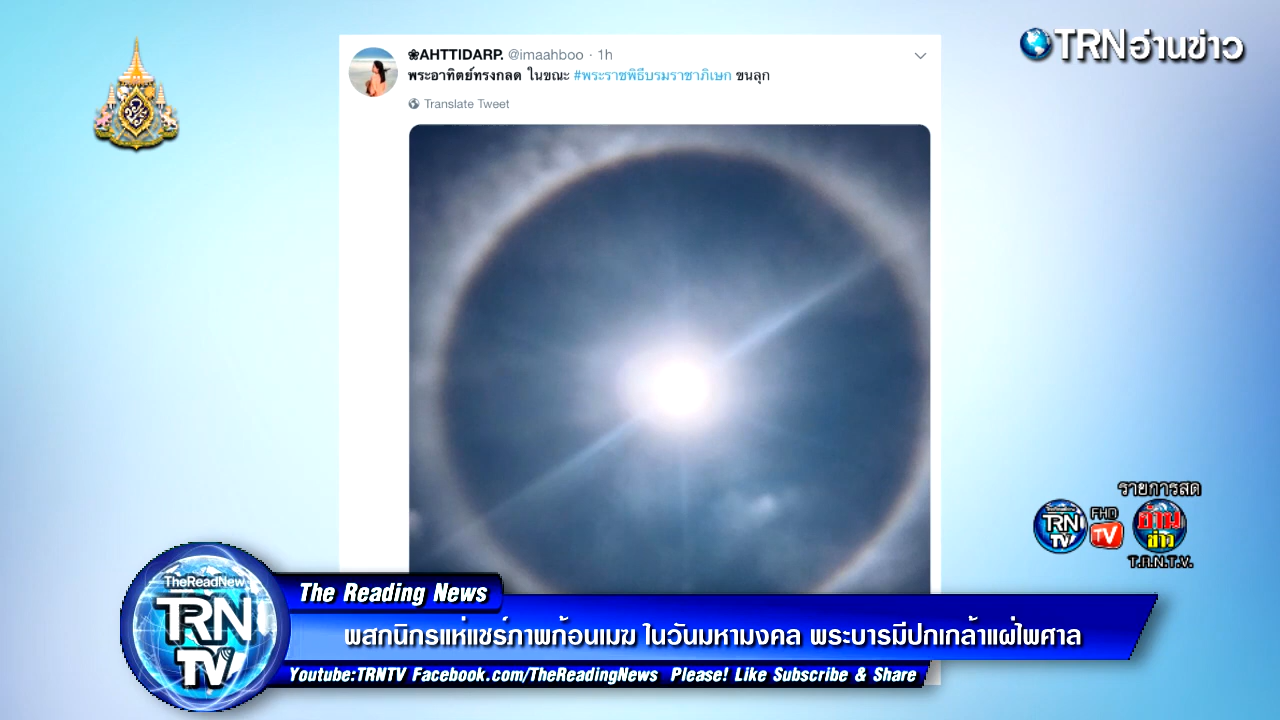 ❀AHTTIDARP. @imaahboo · 1h
พระอาทิตย์ทรงกลด ในขณะ #พระราชพิธีบรมราชาภิเษก ขนลุก
Translate Tweet
TRNอ่านข่าว
รายการสด
TRN
TV
FHD
TV
อ่าน
ข่าว
T.R.N.T.V.
TheReadNew
TRN
TV
The Reading News
พสกนิกรแห่แชร์ภาพก้อนเมฆ ในวันมหามงคล พระบารมีปกเกล้าแผ่ไพศาล
Youtube:TRNTV Facebook.com/TheReadingNews Please! Like Subscribe & Share